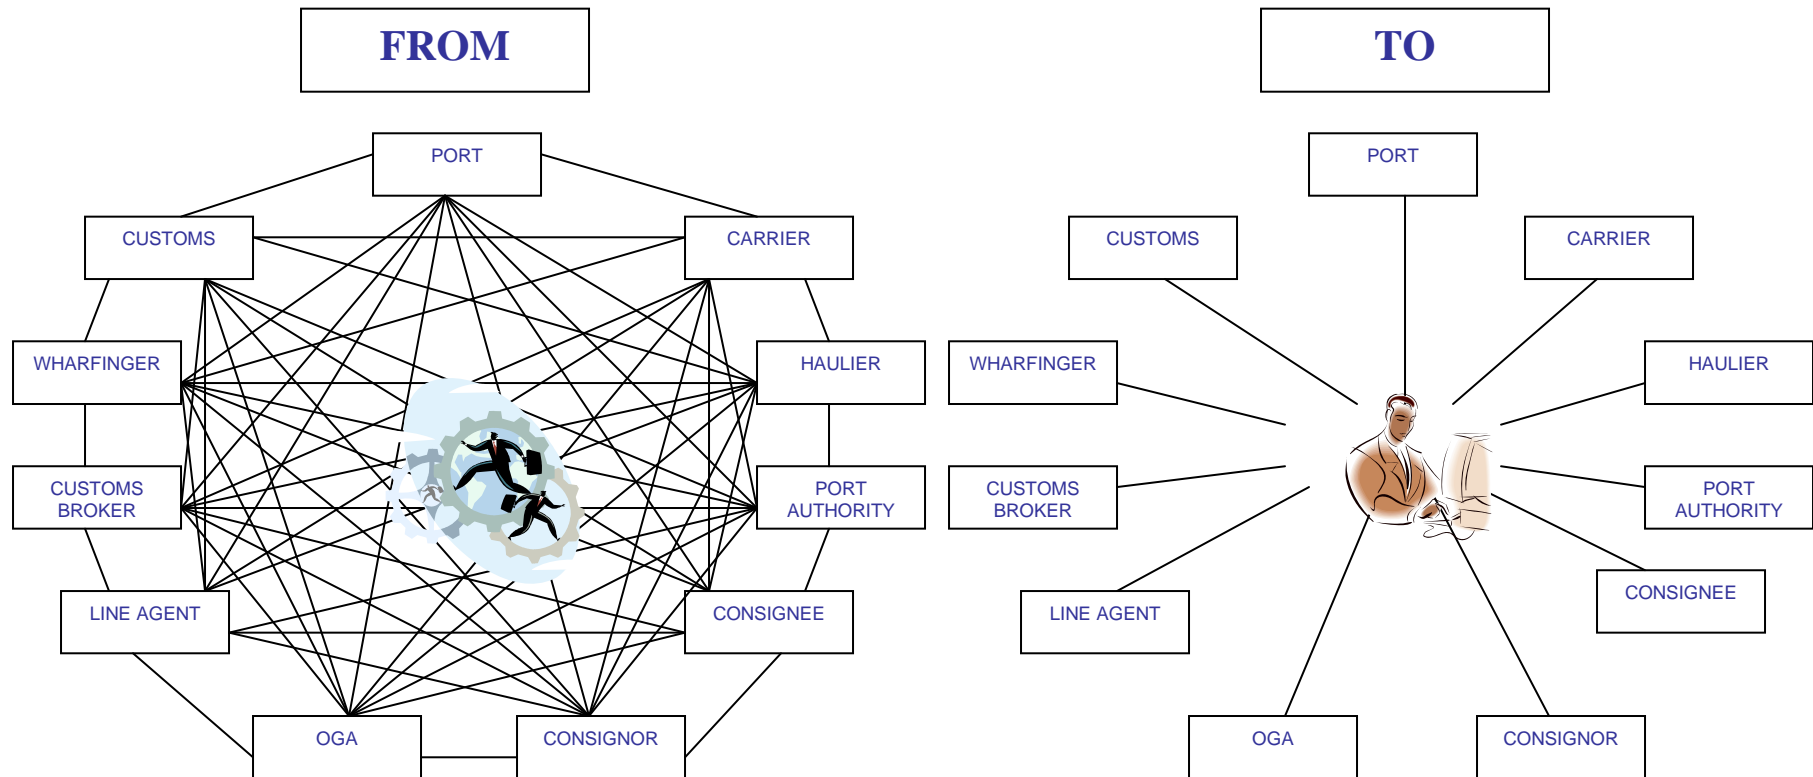 FROM
PORT
CUSTOMS
CARRIER
WHARFINGER
HAULIER
CUSTOMS
BROKER
PORT
AUTHORITY
LINE AGENT
CONSIGNEE
OGA
CONSIGNOR
TO
PORT
CUSTOMS
CARRIER
WHARFINGER
HAULIER
CUSTOMS
BROKER
PORT
AUTHORITY
LINE AGENT
CONSIGNEE
OGA
CONSIGNOR